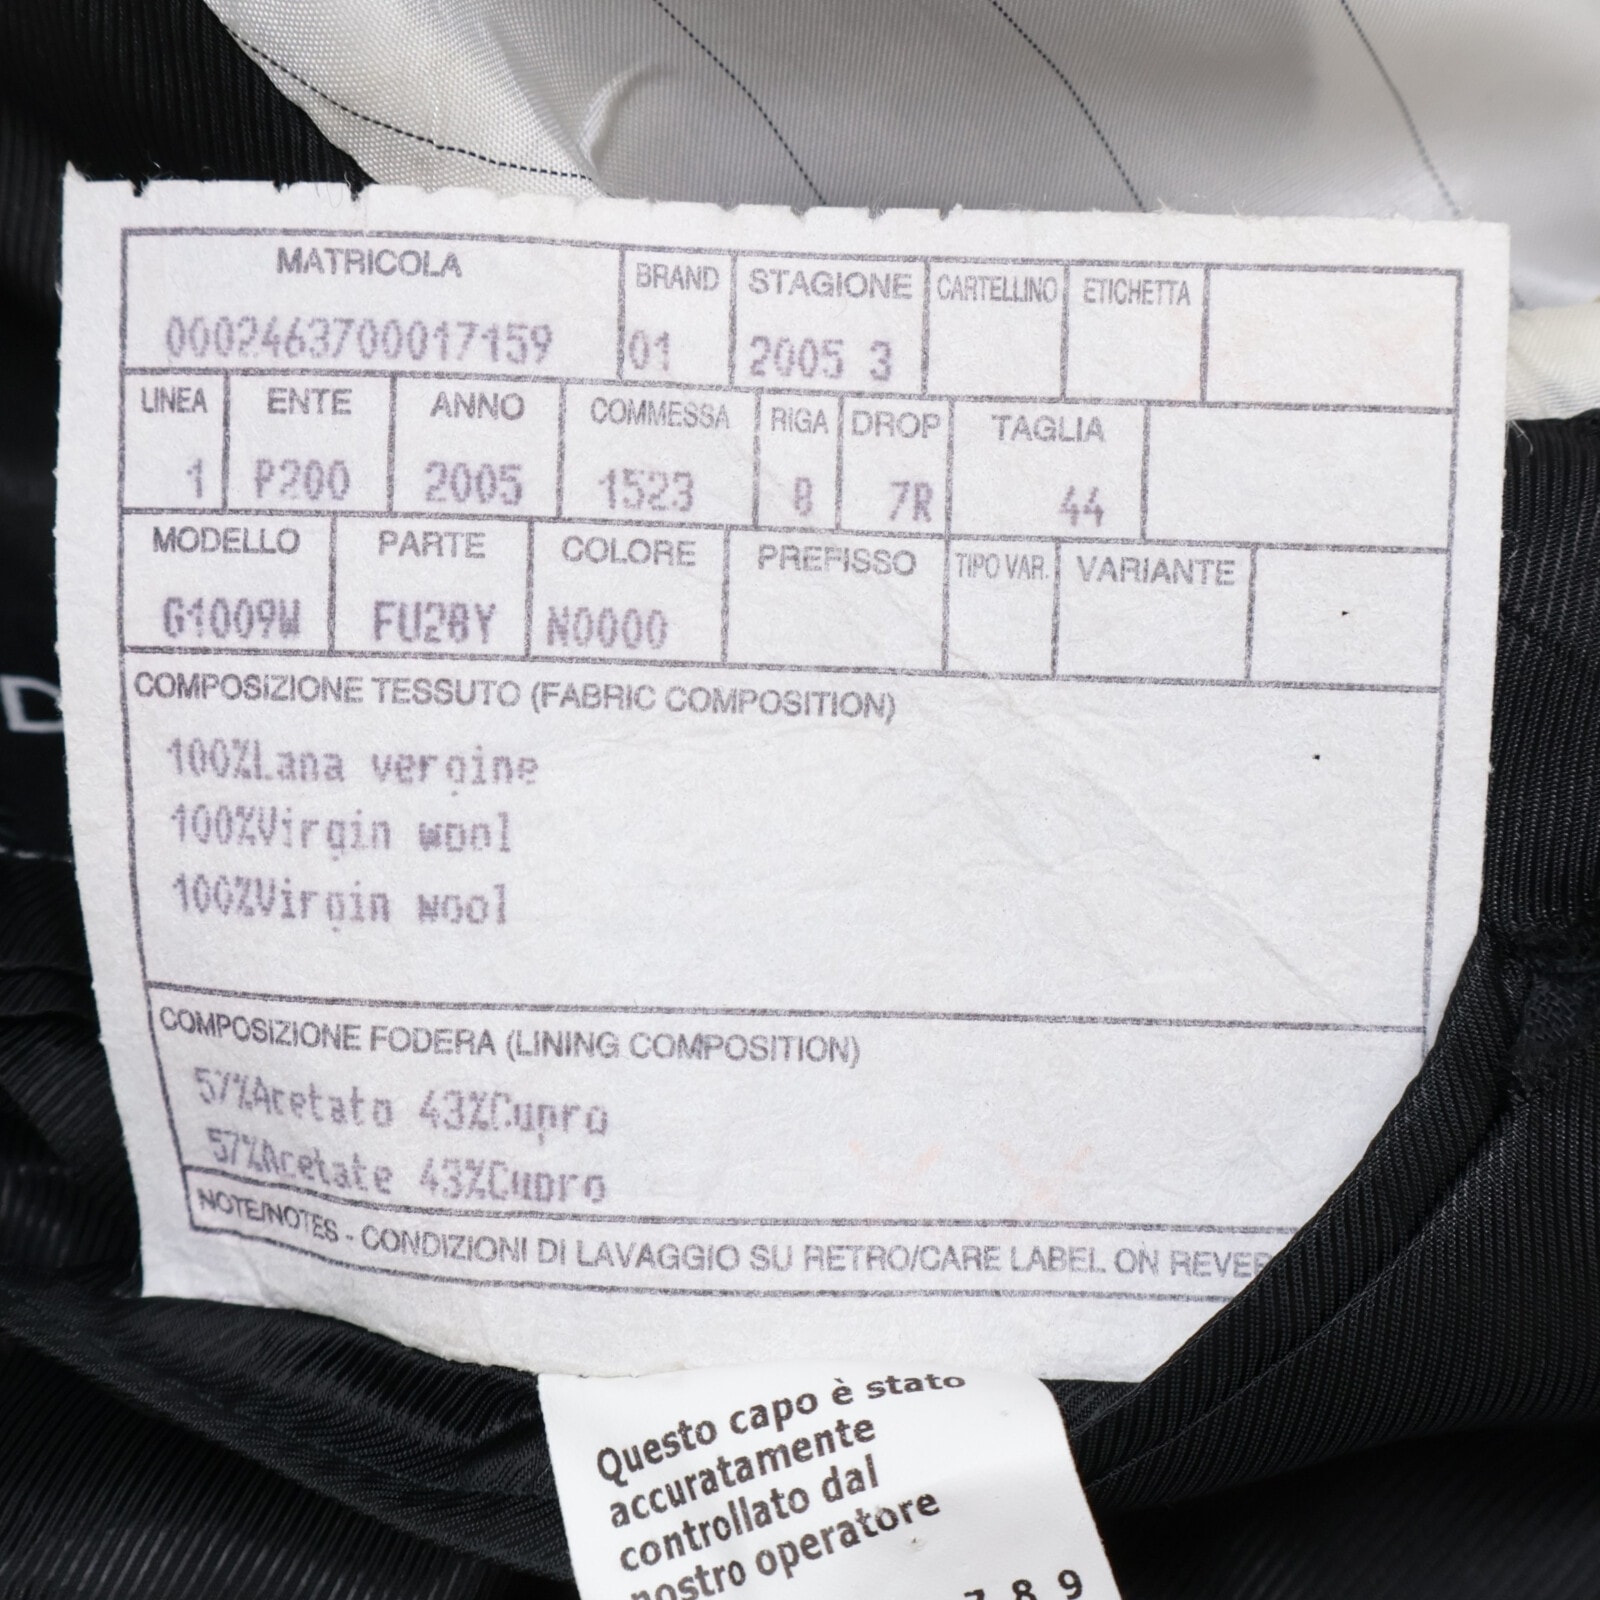 MATRICOLA BRAND STAGIONE CARTELLINO ETICHETTA
0002463700017159 01 2005 3
LINEA ENTE ANNO COMMESSA RIGA DROP TAGLIA
1 P200 2005 1523 8 7R 44
MODELLO PARTE COLORE PREFISSO TIPO VAR. VARIANTE
G1009W FU28Y N0000
COMPOSIZIONE TESSUTO (FABRIC COMPOSITION)
100%Lana vergine
100%Virgin wool
100%Virgin wool
COMPOSIZIONE FODERA (LINING COMPOSITION)
57%Acetato 43%Cupro
57%Acetate 43%Cupro
NOTE/NOTES - CONDIZIONI DI LAVAGGIO SU RETRO/CARE LABEL ON REVER
D
Questo capo è stato
accuratamente
controllato dal
nostro operatore
7 8 9